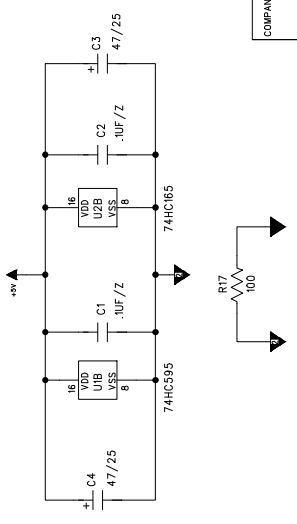 +5V
C4
47/25
+
16
VDD
U1B
VSS
8
74HC595
C1
.1UF/Z
16
VDD
U2B
VSS
8
74HC165
C2
.1UF/Z
C3
47/25
+
R17
100
COMPAN